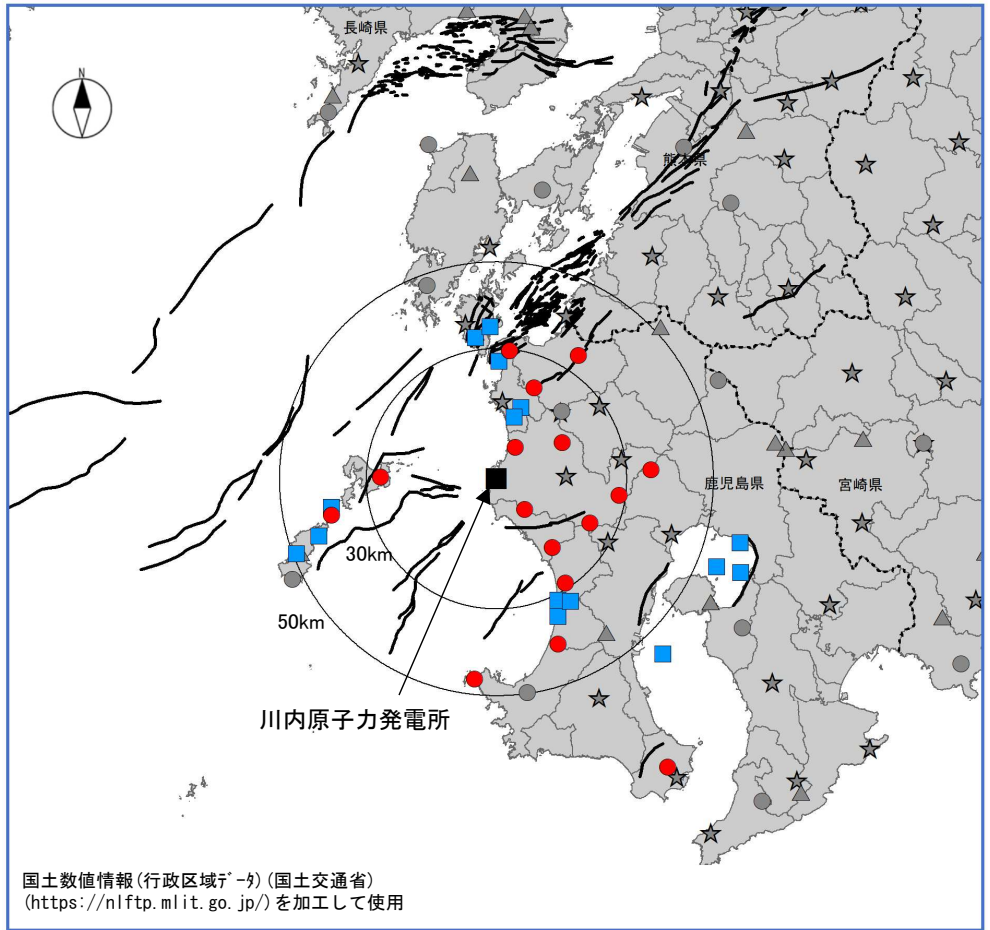 長崎県
N
熊本県
鹿児島県
宮崎県
30km
50km
川内原子力発電所
国土数値情報(行政区域ﾃﾞｰﾀ)(国土交通省)
(https://nlftp.mlit.go.jp/)を加工して使用